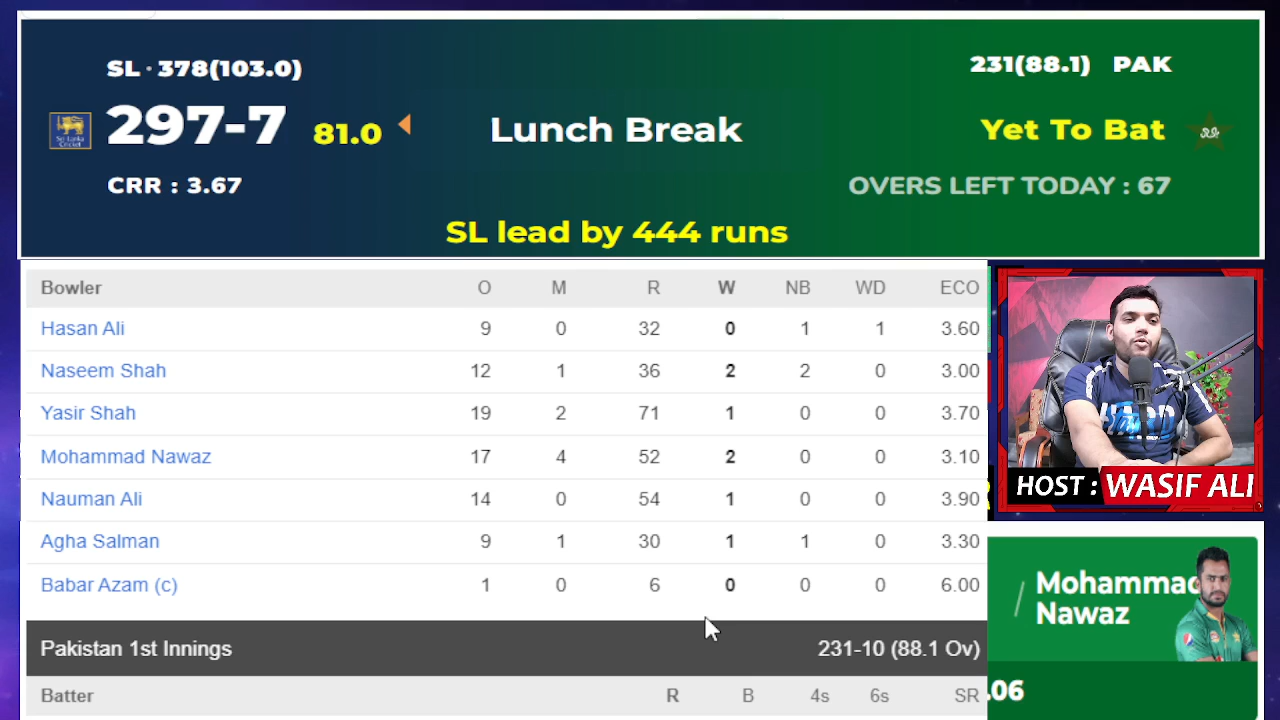 SL · 378(103.0)
231(88.1) PAK
297-7 81.0
Lunch Break
Yet To Bat
CRR : 3.67
OVERS LEFT TODAY : 67
SL lead by 444 runs
Bowler O M R W NB WD ECO
Hasan Ali 9 0 32 0 1 1 3.60
Naseem Shah 12 1 36 2 2 0 3.00
Yasir Shah 19 2 71 1 0 0 3.70
Mohammad Nawaz 17 4 52 2 0 0 3.10
Nauman Ali 14 0 54 1 0 0 3.90
Agha Salman 9 1 30 1 1 0 3.30
Babar Azam (c) 1 0 6 0 0 0 6.00
Pakistan 1st Innings 231-10 (88.1 Ov)
Batter R B 4s 6s SR
HOST : WASIF ALI
/ Mohammad
Nawaz
.06